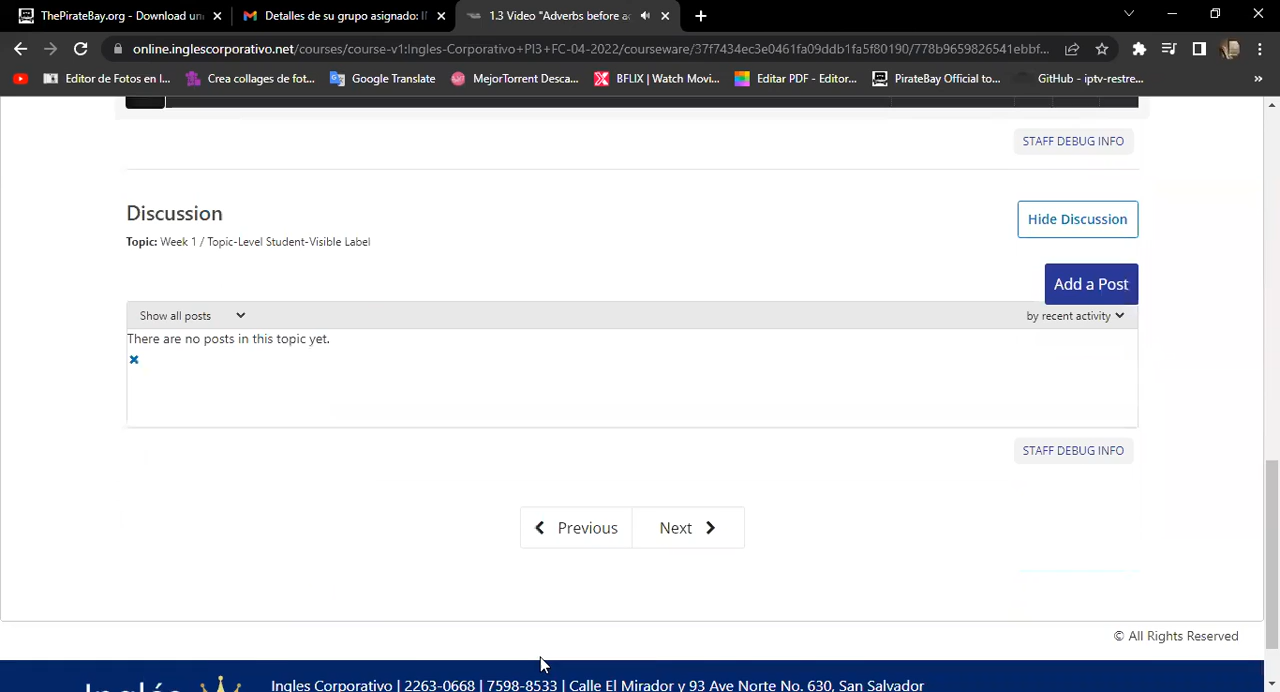 ThePirateBay.org - Download un
Detalles de su grupo asignado: I
1.3 Video "Adverbs before a
online.inglescorporativo.net/courses/course-v1:Ingles-Corporativo+PI3+FC-04-2022/courseware/37f7434ec3e0461fa09ddb1fa5f80190/778b9659826541ebbf...
Editor de Fotos en l...
Crea collages de fot...
Google Translate
MejorTorrent Desca...
BFLIX | Watch Movi...
Editar PDF - Editor...
PirateBay Official to...
GitHub - iptv-restre...
»
STAFF DEBUG INFO
Discussion
Hide Discussion
Topic: Week 1 / Topic-Level Student-Visible Label
Add a Post
Show all posts
by recent activity
There are no posts in this topic yet.
STAFF DEBUG INFO
Previous
Next
© All Rights Reserved
Inglés
Ingles Corporativo | 2263-0668 | 7598-8533 | Calle El Mirador y 93 Ave Norte No. 630, San Salvador